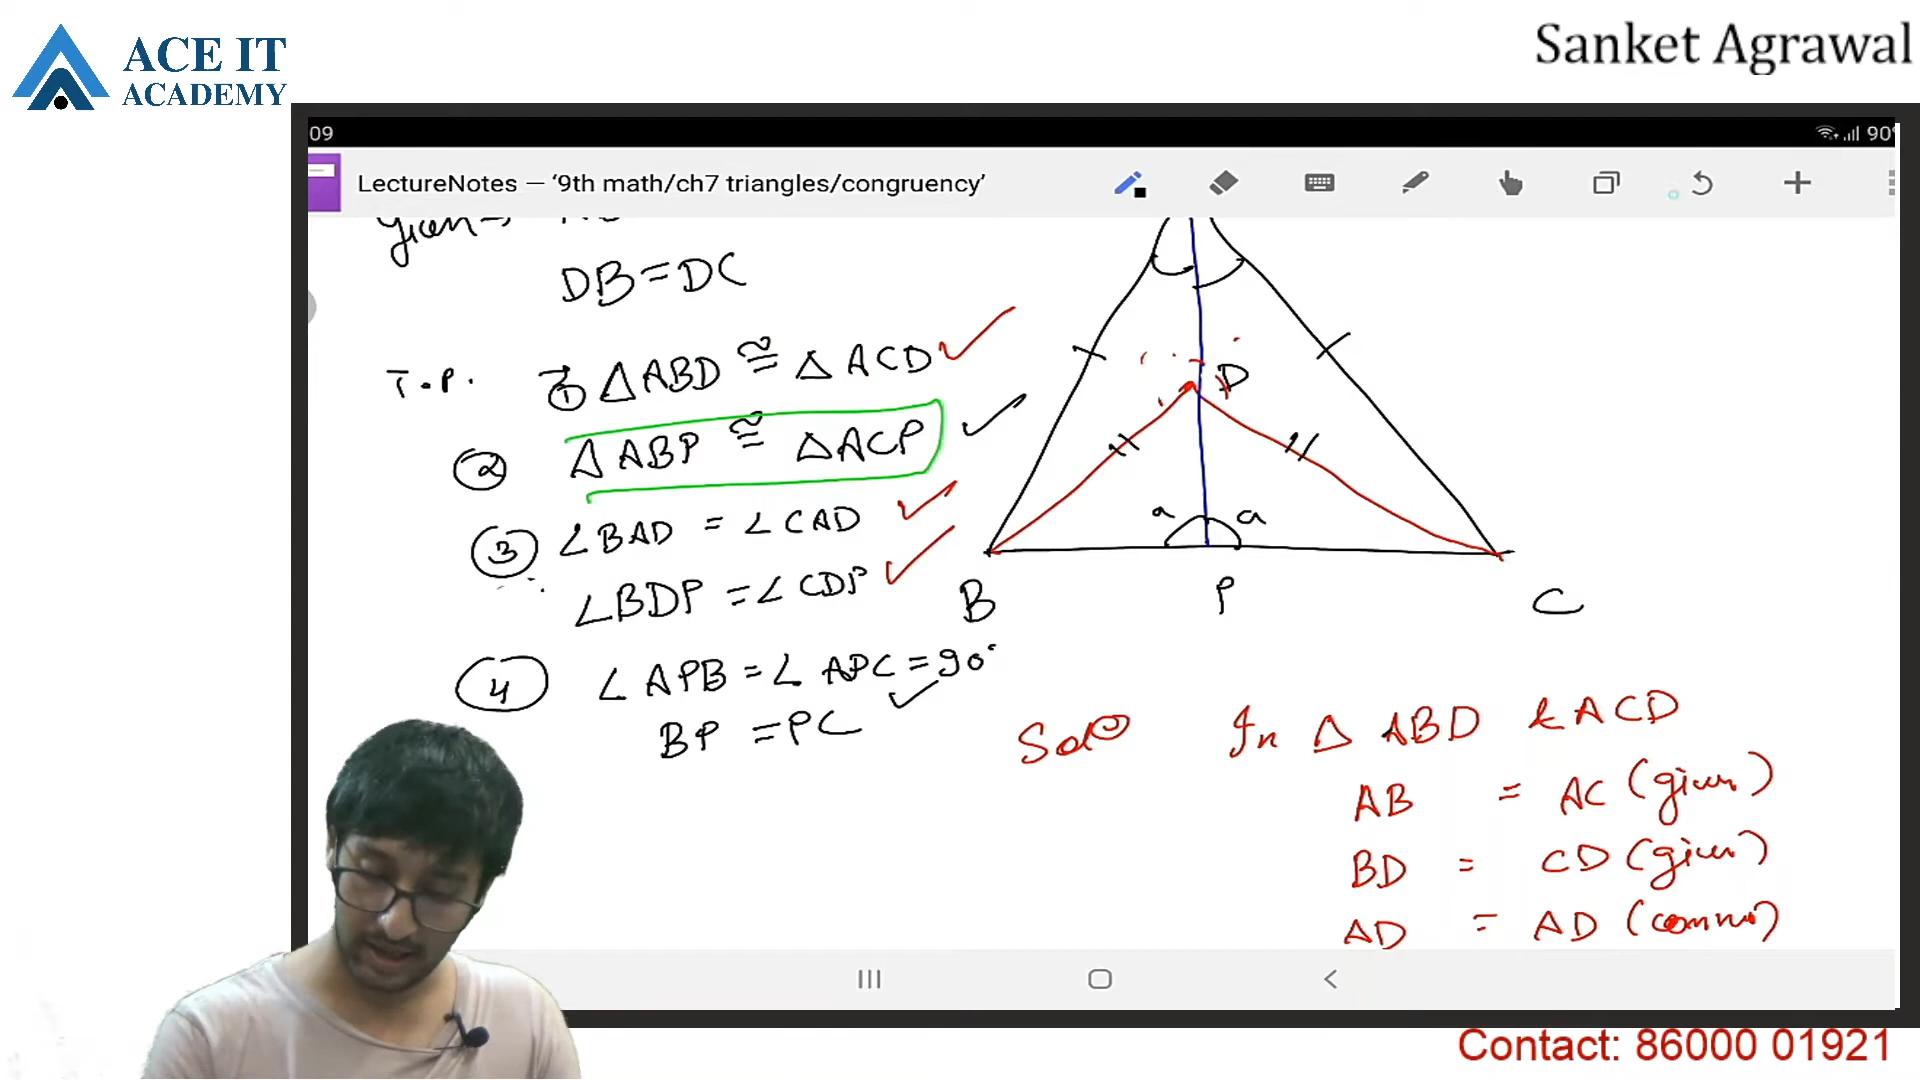 ACE IT
ACADEMY
Sanket Agrawal
09
90%
LectureNotes – '9th math/ch7 triangles/congruency'
Given →
DB = DC
T.P. ① △ABD ≅ △ACD
② △ABP ≅ △ACP
③ ∠BAD = ∠CAD
∠BDP = ∠CDP
④ ∠APB = ∠APC = 90°
BP = PC
D
a a
B P C
Sol In △ ABD & ACD
AB = AC (given)
BD = CD (given)
AD = AD (common)
Contact: 86000 01921